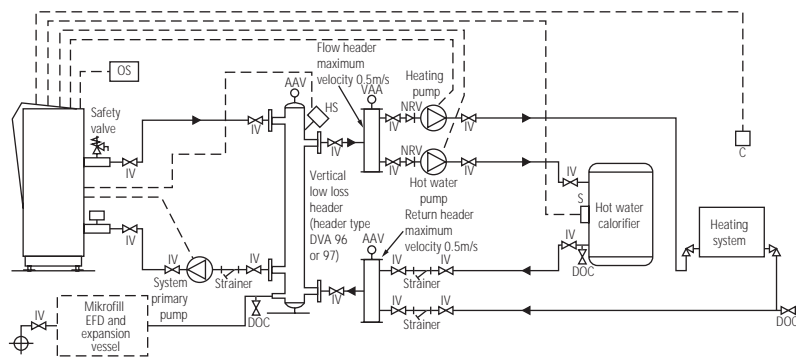 OS
Safety
valve
IV
IV
AAV
IV
HS
Flow header
maximum
velocity 0.5m/s
VAA
IV
IV
NRV
Heating
pump
IV
IV
NRV
IV
Hot water
pump
C
IV
S
Hot water
calorifier
IV
DOC
Heating
system
DOC
Vertical
low loss
header
(header type
DVA 96
or 97)
Return header
maximum
velocity 0.5m/s
AAV
IV
IV
Strainer
IV
IV
Strainer
IV
IV
System
primary
pump
Strainer
IV
DOC
IV
Mikrofill
EFD and
expansion
vessel